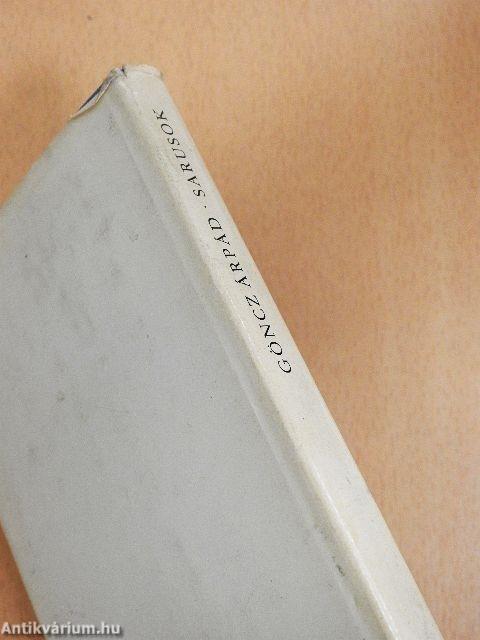 GÖNCZ ÁRPÁD · SARUSOK
Antikvárium.hu